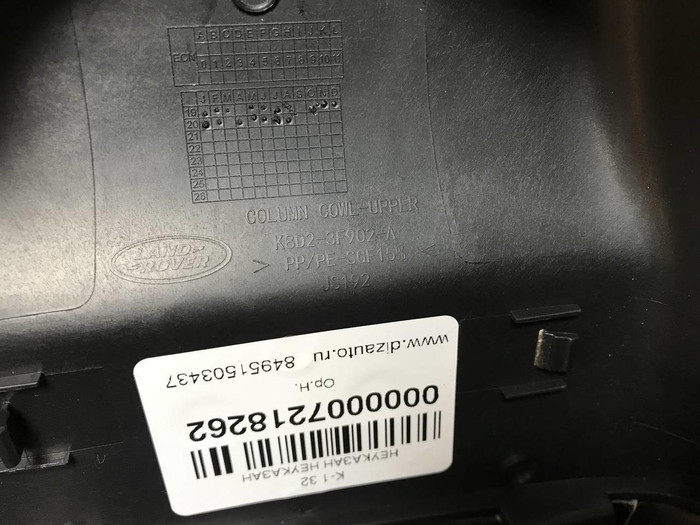 A B C D E F G H I J K L
ECN
0 1 2 3 4 5 6 7 8 9 10 11
J F M A M J J A S O N D
19
20
21
22
23
24
25
26
COLUMN COWL-UPPER
K8D2-3F902-A
> PP/PE SGF15% <
JS192
LAND-
ROVER
К-1 32
НЕУКАЗАН НЕУКАЗАН
0000007218262
Ор.Н.
www.dizauto.ru 84951503437